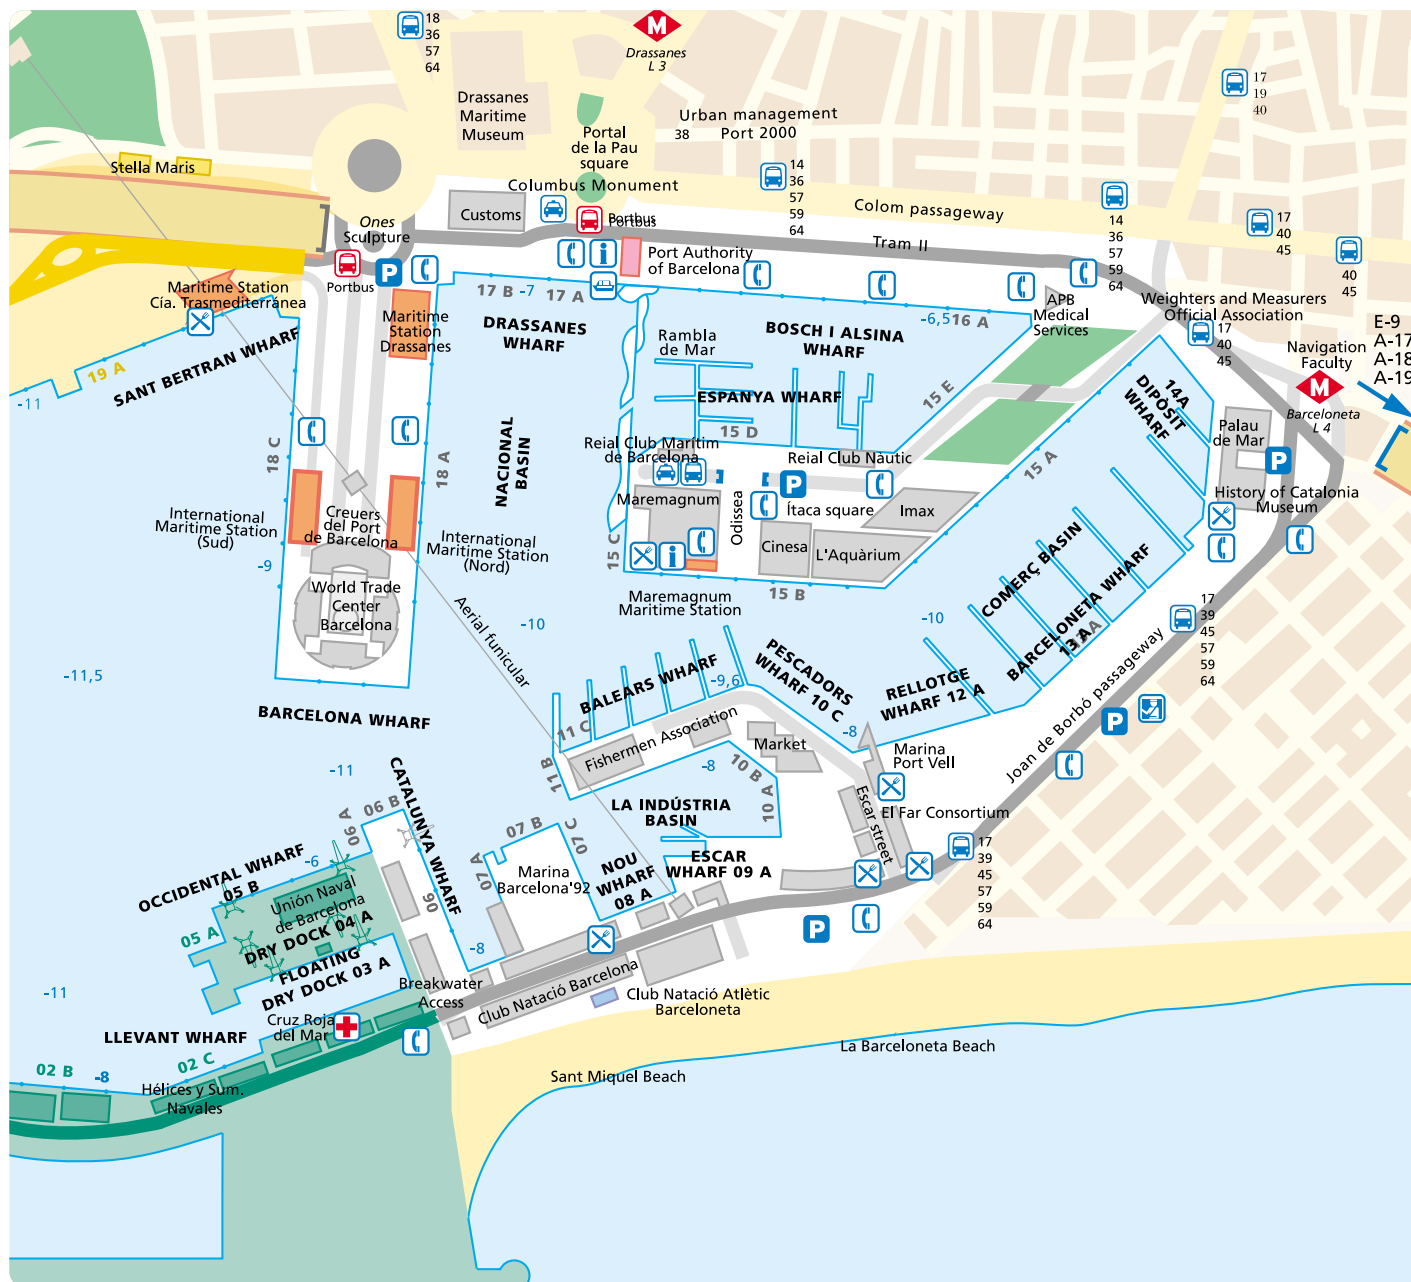 18
36
57
64
M
Drassanes
L 3
17
19
40
Drassanes
Maritime
Museum
Urban management
38 Port 2000
Portal
de la Pau
square
Stella Maris
14
36
57
59
64
Columbus Monument
Customs
Portbus
Portbus
Colom passageway
Tram II
14
36
57
59
64
17
40
45
40
45
Ones
Sculpture
Portbus
P
i
Port Authority
of Barcelona
Maritime Station
Cía. Trasmediterránea
17 B
-7
17 A
Maritime
Station
Drassanes
DRASSANES
WHARF
Rambla
de Mar
BOSCH I ALSINA
WHARF
-6,5
16 A
APB
Medical
Services
Weighters and Measurers
Official Association
17
40
45
E-9
A-17
A-18
A-19
Navigation
Faculty
M
Barceloneta
L 4
SANT BERTRAN WHARF
19 A
-11
ESPANYA WHARF
15 D
15 E
14A
DIPÒSIT
WHARF
Palau
de Mar
P
History of Catalonia
Museum
18 C
18 A
NACIONAL
BASIN
Reial Club Marítim
de Barcelona
Reial Club Nàutic
15 A
Maremagnum
Odissea
P
Ítaca square
Imax
Cinesa
L'Aquàrium
15 C
i
15 B
Maremagnum
Maritime Station
International
Maritime Station
(Sud)
Creuers
del Port
de Barcelona
International
Maritime Station
(Nord)
-9
World Trade
Center
Barcelona
Aerial funicular
-10
-10
COMERÇ BASIN
BARCELONETA WHARF
13 A
17
39
45
57
59
64
-11,5
BARCELONA WHARF
BALEARS WHARF
-9,6
PESCADORS
WHARF 10 C
RELLOTGE
WHARF 12 A
Joan de Borbó passageway
P
-8
11 C
11 B
Fishermen Association
Market
Marina
Port Vell
-11
-8
10 B
10 A
CATALUNYA WHARF
06 B
06 A
LA INDÚSTRIA
BASIN
Escar street
El Far Consortium
07 B
07 C
07 A
ESCAR
WHARF 09 A
NOU
WHARF
08 A
Marina
Barcelona'92
17
39
45
57
59
64
OCCIDENTAL WHARF
05 B
-6
Unión Naval
de Barcelona
06
05 A
DRY DOCK 04 A
FLOATING
DRY DOCK 03 A
-8
P
Breakwater
Access
Club Natació Barcelona
Club Natació Atlètic
Barceloneta
-11
LLEVANT WHARF
Cruz Roja
del Mar
02 C
02 B
-8
Hélices y Sum.
Navales
La Barceloneta Beach
Sant Miquel Beach